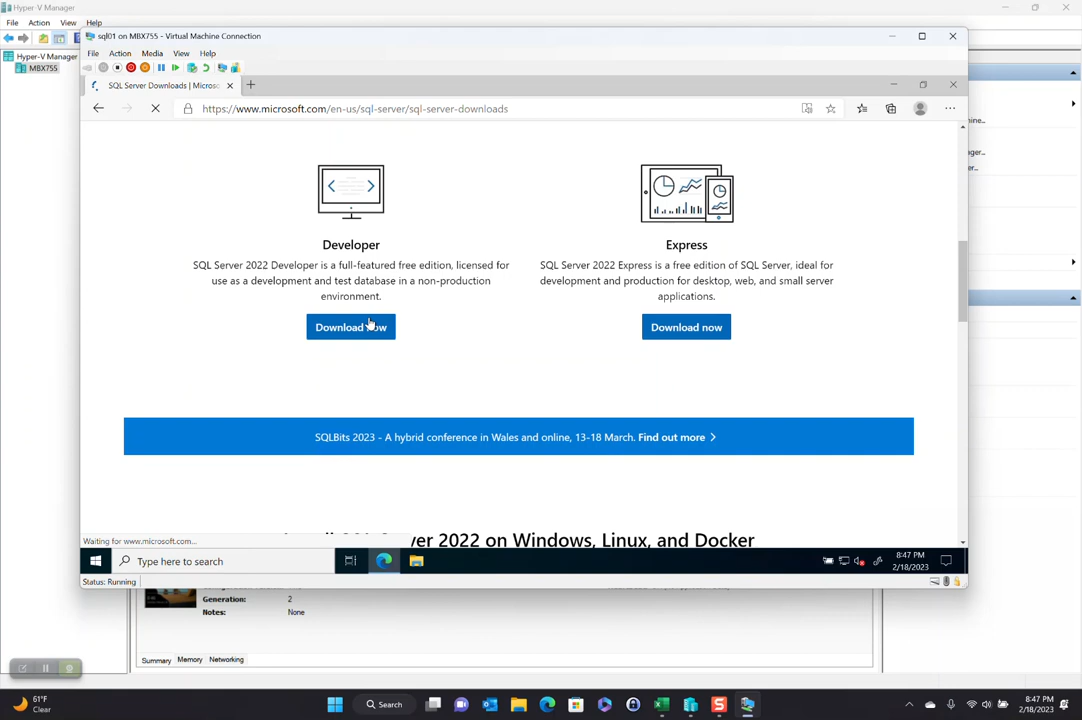 Hyper-V Manager
File Action View Help
Hyper-V Manager
MBX755
sql01 on MBX755 - Virtual Machine Connection
File Action Media View Help
SQL Server Downloads | Microso
https://www.microsoft.com/en-us/sql-server/sql-server-downloads
Developer
SQL Server 2022 Developer is a full-featured free edition, licensed for
use as a development and test database in a non-production
environment.
Download now
Express
SQL Server 2022 Express is a free edition of SQL Server, ideal for
development and production for desktop, web, and small server
applications.
Download now
SQLBits 2023 - A hybrid conference in Wales and online, 13-18 March. Find out more
ver 2022 on Windows, Linux, and Docker
Waiting for www.microsoft.com...
Type here to search
8:47 PM
2/18/2023
Status: Running
ine...
ager...
er...
Generation: 2
Notes: None
Summary Memory Networking
61°F
Clear
Search
8:47 PM
2/18/2023